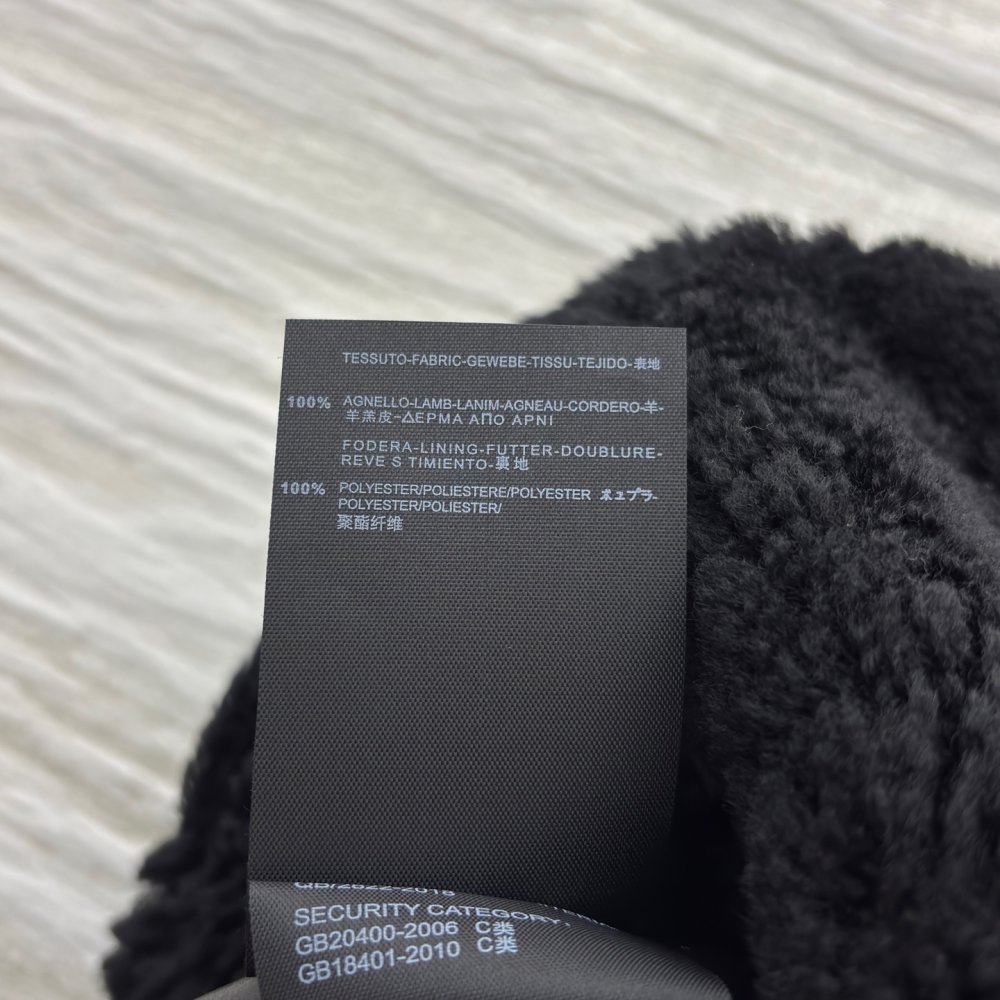 TESSUTO-FABRIC-GEWEBE-TISSU-TEJIDO-表地
100% AGNELLO-LAMB-LANIM-AGNEAU-CORDERO-羊-
羊羔皮-ΔΕΡΜΑ ΑΠΟ ΑΡΝΙ
FODERA-LINING-FUTTER-DOUBLURE-
REVE S TIMIENTO-裏地
100% POLYESTER/POLIESTERE/POLYESTER ポュプラ-
POLYESTER/POLIESTER/
聚酯纤维
SECURITY CATEGORY:
GB20400-2006 C类
GB18401-2010 C类